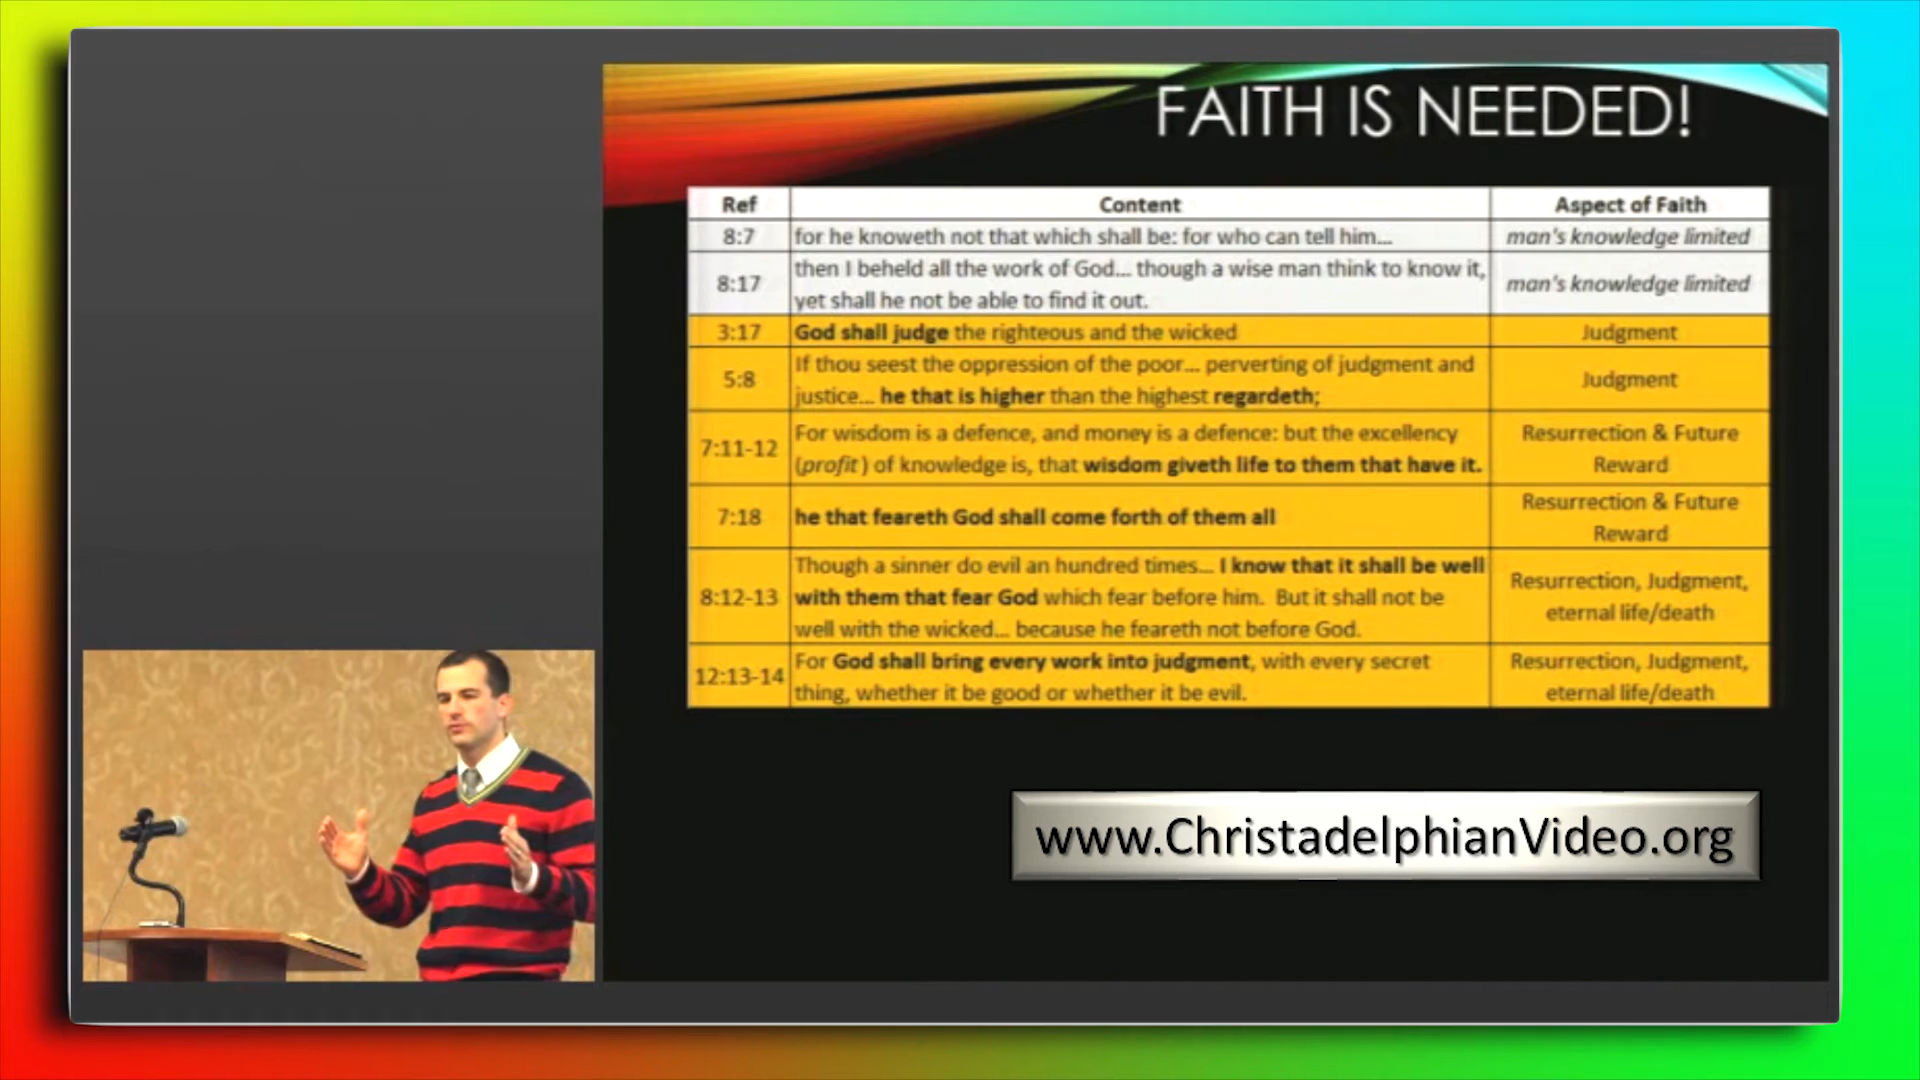 FAITH IS NEEDED!
Ref Content Aspect of Faith
8:7 for he knoweth not that which shall be: for who can tell him... man's knowledge limited
8:17 then I beheld all the work of God... though a wise man think to know it, man's knowledge limited
yet shall he not be able to find it out.
3:17 God shall judge the righteous and the wicked Judgment
5:8 If thou seest the oppression of the poor... perverting of judgment and Judgment
justice... he that is higher than the highest regardeth;
7:11-12 For wisdom is a defence, and money is a defence: but the excellency Resurrection & Future
(profit) of knowledge is, that wisdom giveth life to them that have it. Reward
7:18 he that feareth God shall come forth of them all Resurrection & Future
Reward
8:12-13 Though a sinner do evil an hundred times... I know that it shall be well Resurrection, Judgment,
with them that fear God which fear before him. But it shall not be eternal life/death
well with the wicked... because he feareth not before God.
12:13-14 For God shall bring every work into judgment, with every secret Resurrection, Judgment,
thing, whether it be good or whether it be evil. eternal life/death
www.ChristadelphianVideo.org